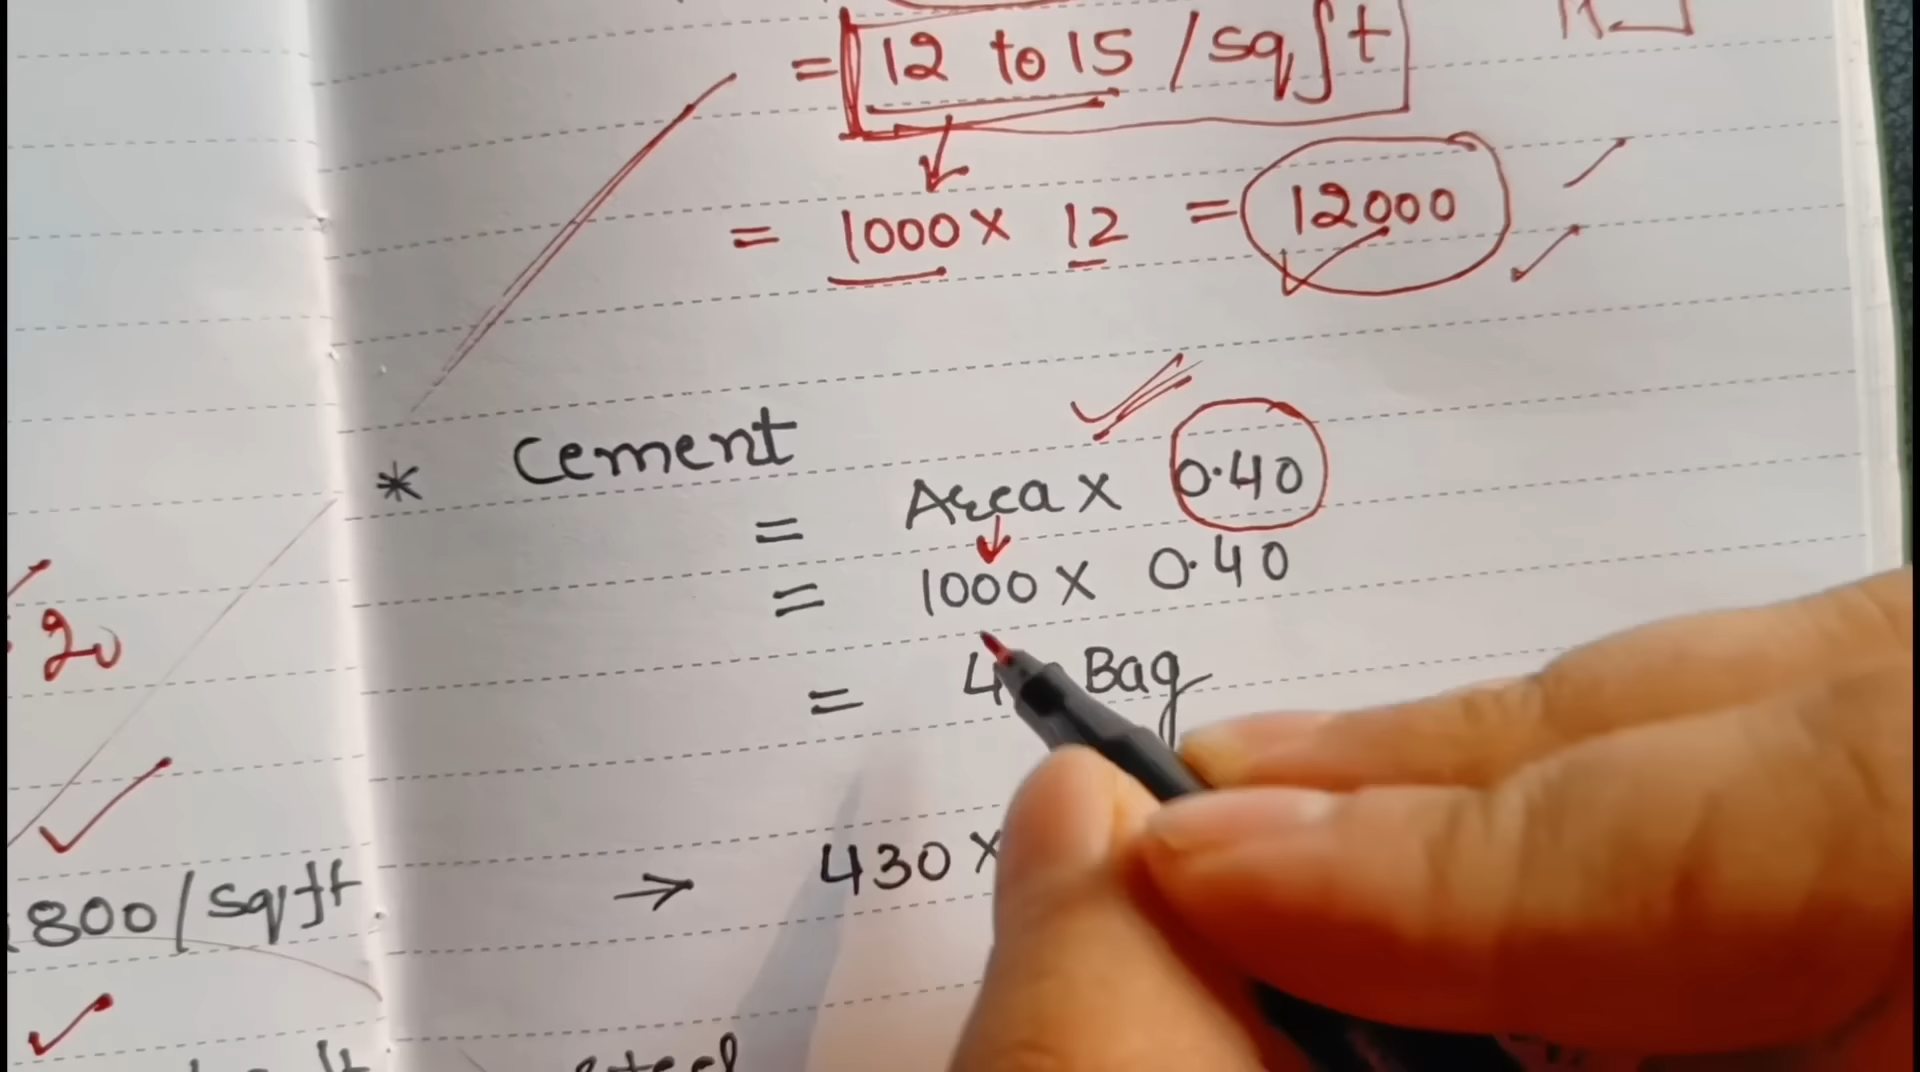 20
800/sqft
= 12 to 15 /sqft
= 1000 x 12 = 12000
* Cement
= Area x 0.40
= 1000 x 0.40
= 4 Bag
→ 430 x
steel